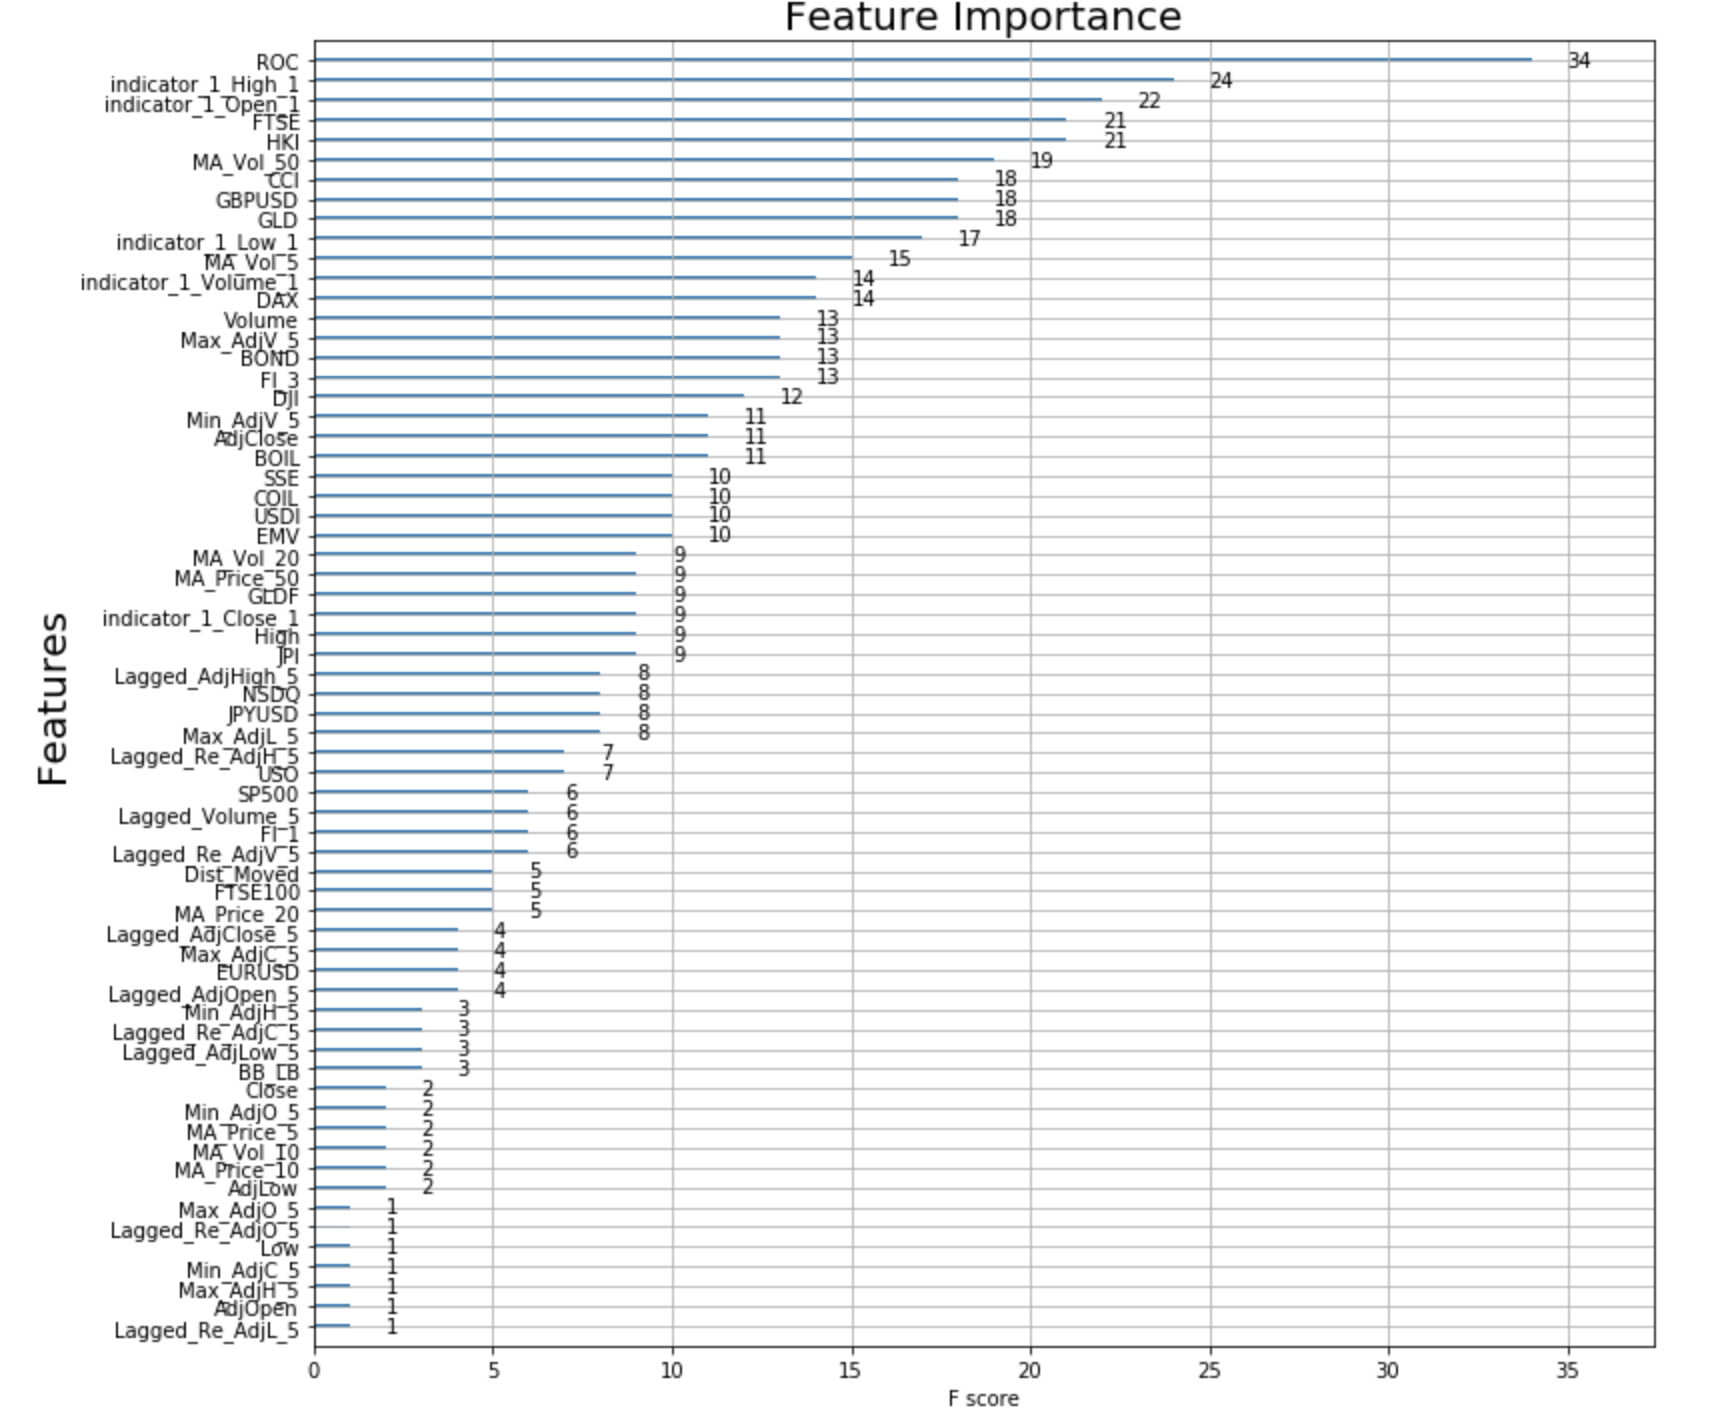 Feature Importance
ROC 34
indicator_1_High_1 24
indicator_1_Open_1 22
FTSE 21
HKI 21
MA_Vol_50 19
CCI 18
GBPUSD 18
GLD 18
indicator_1_Low_1 17
MA_Vol_5 15
indicator_1_Volume_1 14
DAX 14
Volume 13
Max_AdjV_5 13
BOND 13
FI_3 13
DJI 12
Min_AdjV_5 11
AdjClose 11
BOIL 11
SSE 10
COIL 10
USDI 10
EMV 10
MA_Vol_20 9
MA_Price_50 9
GLDF 9
indicator_1_Close_1 9
High 9
JPI 9
Lagged_AdjHigh_5 8
NSDQ 8
JPYUSD 8
Max_AdjL_5 8
Lagged_Re_AdjH_5 7
USO 7
SP500 6
Lagged_Volume_5 6
FI_1 6
Lagged_Re_AdjV_5 6
Dist_Moved 5
FTSE100 5
MA_Price_20 5
Lagged_AdjClose_5 4
Max_AdjC_5 4
EURUSD 4
Lagged_AdjOpen_5 4
Min_AdjH_5 3
Lagged_Re_AdjC_5 3
Lagged_AdjLow_5 3
BB_LB 3
Close 2
Min_AdjO_5 2
MA_Price_5 2
MA_Vol_10 2
MA_Price_10 2
AdjLow 2
Max_AdjO_5 1
Lagged_Re_AdjO_5 1
Low 1
Min_AdjC_5 1
Max_AdjH_5 1
AdjOpen 1
Lagged_Re_AdjL_5 1
Features
0 5 10 15 20 25 30 35
F score